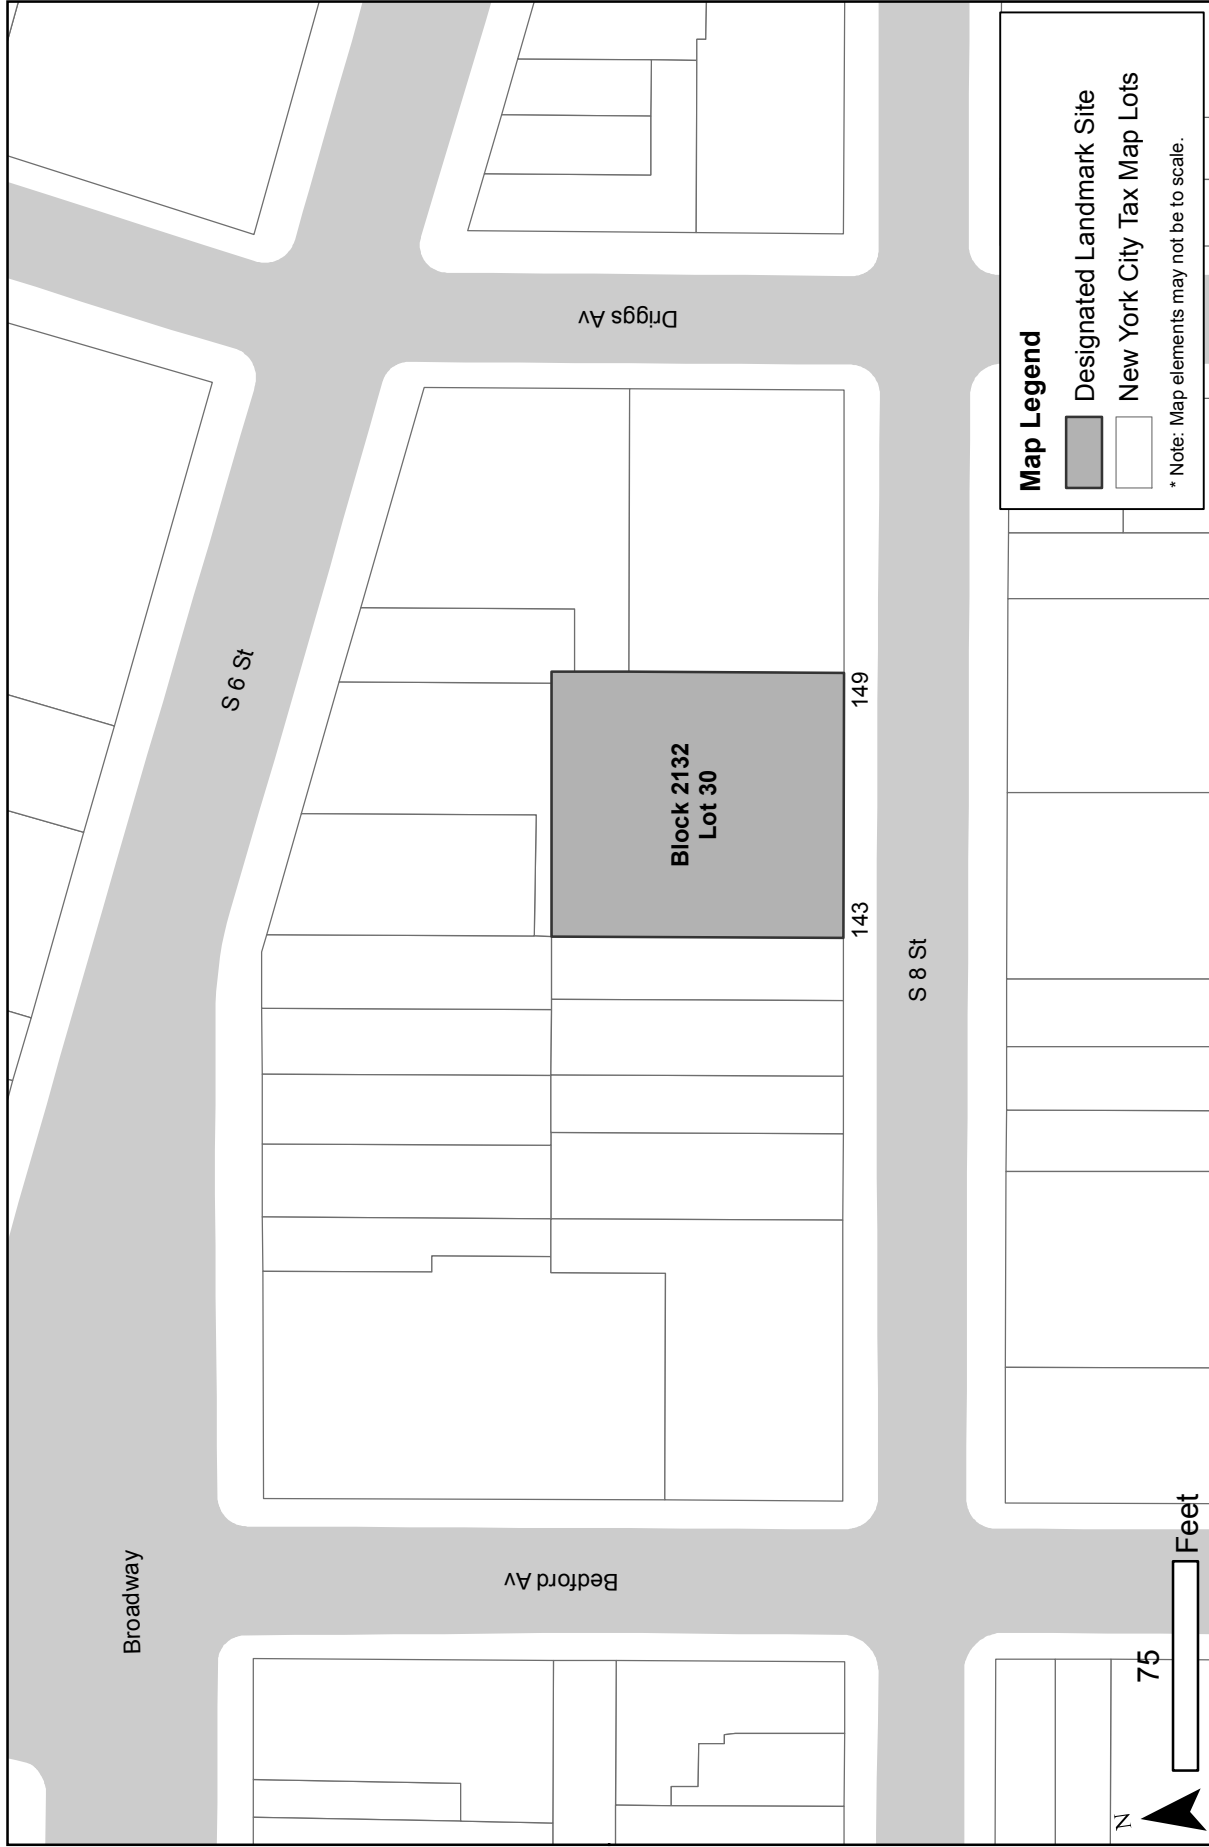 Broadway
S 6 St
Driggs Av
Bedford Av
Block 2132
Lot 30
143
149
S 8 St
Map Legend
Designated Landmark Site
New York City Tax Map Lots
* Note: Map elements may not be to scale.
N
75
Feet